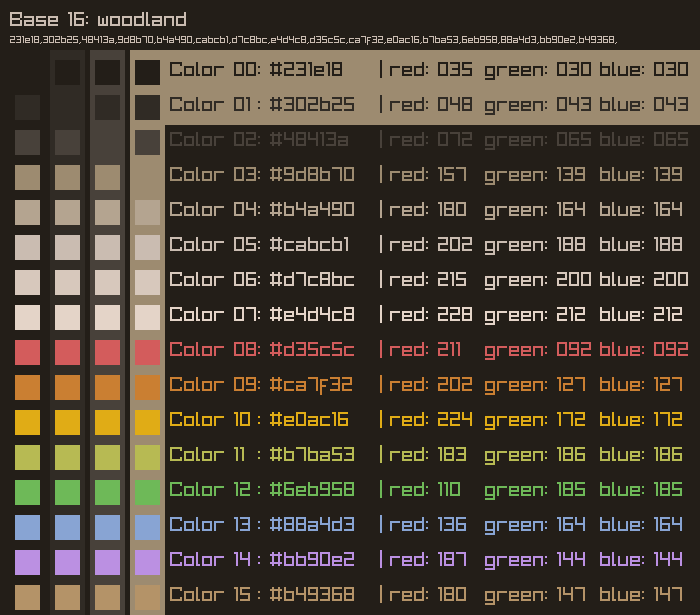 Base 16: woodland
231e18,302b25,48413a,9d8b70,b4a490,cabcb1,d7c8bc,e4d4c8,d35c5c,ca7f32,e0ac16,b7ba53,6eb958,88a4d3,bb90e2,b49368,
Color 00: #231e18 | red: 035 green: 030 blue: 030
Color 01 : #302b25 | red: 048 green: 043 blue: 043
Color 02: #48413a | red: 072 green: 065 blue: 065
Color 03: #9d8b70 | red: 157 green: 139 blue: 139
Color 04: #b4a490 | red: 180 green: 164 blue: 164
Color 05: #cabcb1 | red: 202 green: 188 blue: 188
Color 06: #d7c8bc | red: 215 green: 200 blue: 200
Color 07: #e4d4c8 | red: 228 green: 212 blue: 212
Color 08: #d35c5c | red: 211 green: 092 blue: 092
Color 09: #ca7f32 | red: 202 green: 127 blue: 127
Color 10 : #e0ac16 | red: 224 green: 172 blue: 172
Color 11 : #b7ba53 | red: 183 green: 186 blue: 186
Color 12 : #6eb958 | red: 110 green: 185 blue: 185
Color 13 : #88a4d3 | red: 136 green: 164 blue: 164
Color 14 : #bb90e2 | red: 187 green: 144 blue: 144
Color 15 : #b49368 | red: 180 green: 147 blue: 147